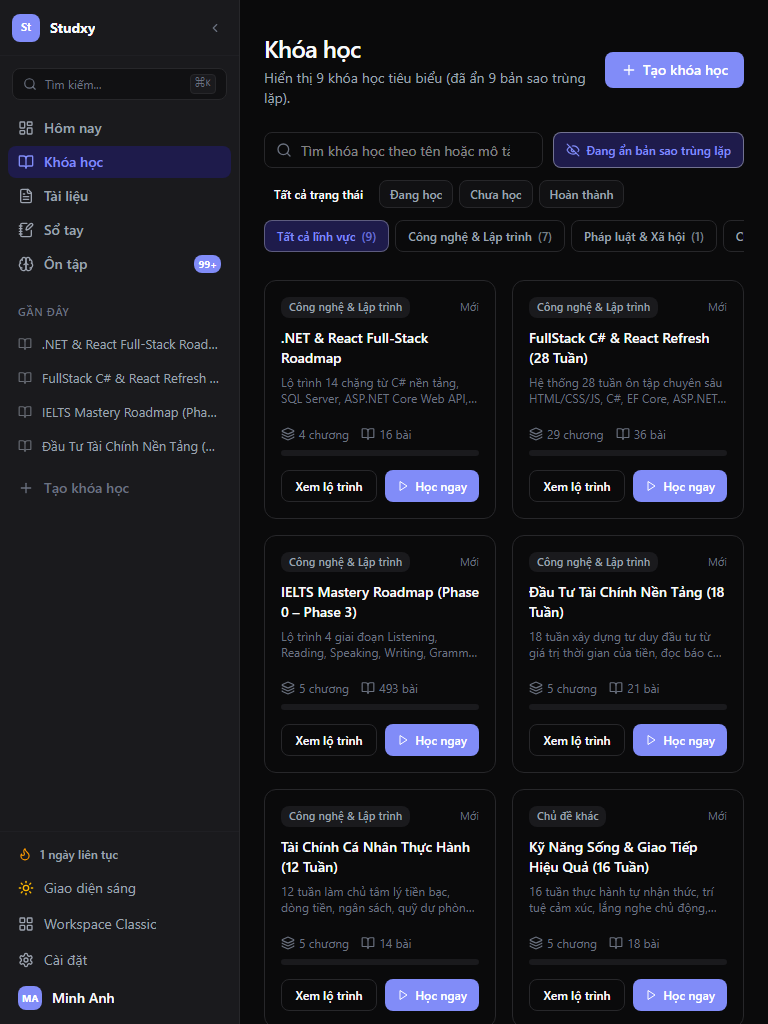 St
Studxy
Tìm kiếm...
⌘K
Hôm nay
Khóa học
Tài liệu
Sổ tay
Ôn tập
99+
GẦN ĐÂY
.NET & React Full-Stack Road...
FullStack C# & React Refresh ...
IELTS Mastery Roadmap (Pha...
Đầu Tư Tài Chính Nền Tảng (...
Tạo khóa học
1 ngày liên tục
Giao diện sáng
Workspace Classic
Cài đặt
MA
Minh Anh
Khóa học
Hiển thị 9 khóa học tiêu biểu (đã ẩn 9 bản sao trùng
lặp).
Tạo khóa học
Tìm khóa học theo tên hoặc mô tả
Đang ẩn bản sao trùng lặp
Tất cả trạng thái
Đang học
Chưa học
Hoàn thành
Tất cả lĩnh vực (9)
Công nghệ & Lập trình (7)
Pháp luật & Xã hội (1)
C
Công nghệ & Lập trình
Mới
.NET & React Full-Stack
Roadmap
Lộ trình 14 chặng từ C# nền tảng,
SQL Server, ASP.NET Core Web API,...
4 chương
16 bài
Xem lộ trình
Học ngay
Công nghệ & Lập trình
Mới
FullStack C# & React Refresh
(28 Tuần)
Hệ thống 28 tuần ôn tập chuyên sâu
HTML/CSS/JS, C#, EF Core, ASP.NET...
29 chương
36 bài
Xem lộ trình
Học ngay
Công nghệ & Lập trình
Mới
IELTS Mastery Roadmap (Phase
0 – Phase 3)
Lộ trình 4 giai đoạn Listening,
Reading, Speaking, Writing, Gramm...
5 chương
493 bài
Xem lộ trình
Học ngay
Công nghệ & Lập trình
Mới
Đầu Tư Tài Chính Nền Tảng (18
Tuần)
18 tuần xây dựng tư duy đầu tư từ
giá trị thời gian của tiền, đọc báo c...
5 chương
21 bài
Xem lộ trình
Học ngay
Công nghệ & Lập trình
Mới
Tài Chính Cá Nhân Thực Hành
(12 Tuần)
12 tuần làm chủ tâm lý tiền bạc,
dòng tiền, ngân sách, quỹ dự phòn...
5 chương
14 bài
Xem lộ trình
Học ngay
Chủ đề khác
Mới
Kỹ Năng Sống & Giao Tiếp
Hiệu Quả (16 Tuần)
16 tuần thực hành tự nhận thức, trí
tuệ cảm xúc, lắng nghe chủ động,...
5 chương
18 bài
Xem lộ trình
Học ngay